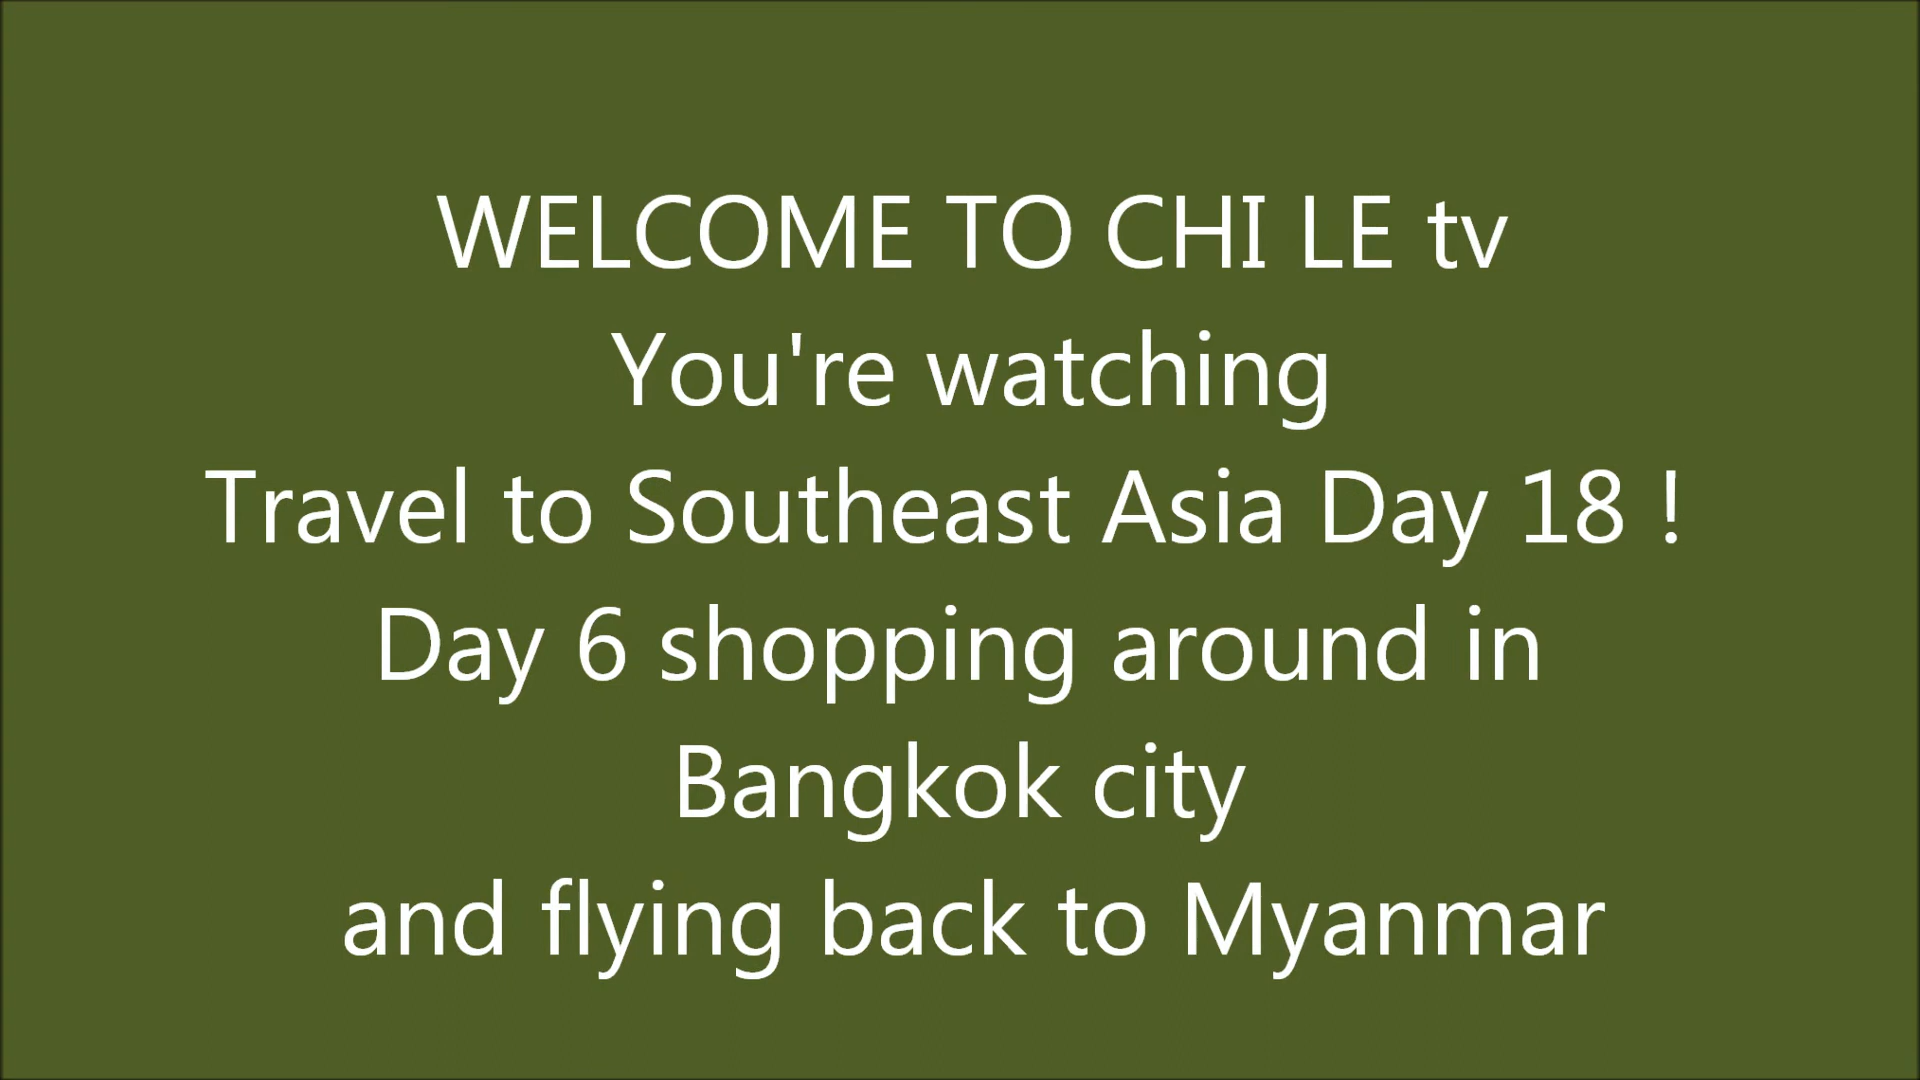 WELCOME TO CHI LE tv
You're watching
Travel to Southeast Asia Day 18 !
Day 6 shopping around in
Bangkok city
and flying back to Myanmar